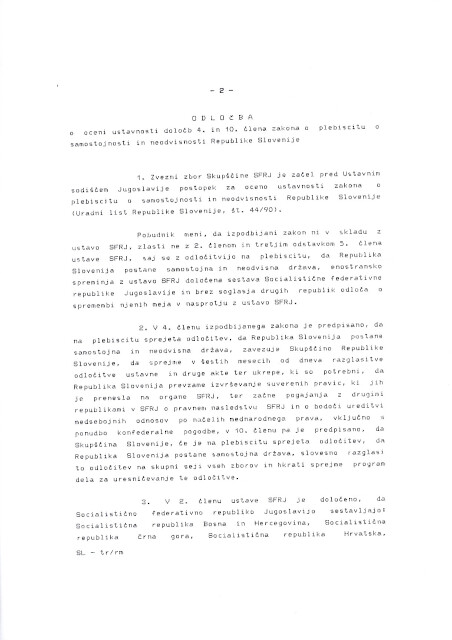 - 2 -
O D L O Č B A
o oceni ustavnosti določb 4. in 10. člena zakona o plebiscitu o
samostojnosti in neodvisnosti Republike Slovenije
1. Zvezni zbor Skupščine SFRJ je začel pred Ustavnim
sodiščem Jugoslavije postopek za oceno ustavnosti zakona o
plebiscitu o samostojnosti in neodvisnosti Republike Slovenije
(Uradni list Republike Slovenije, št. 44/90).
Pobudnik meni, da izpodbijani zakon ni v skladu z
ustavo SFRJ, zlasti ne z 2. členom in tretjim odstavkom 5. člena
ustave SFRJ, saj se z odločitvijo na plebiscitu, da Republika
Slovenija postane samostojna in neodvisna država, enostransko
spreminja z ustavo SFRJ določena sestava Socialistične federativne
republike Jugoslavije in brez soglasja drugih republik odloča o
spremembi njenih meja v nasprotju z ustavo SFRJ.
2. V 4. členu izpodbijanega zakona je predpisano, da
na plebiscitu sprejeta odločitev, da Republika Slovenija postane
samostojna in neodvisna država, zavezuje Skupščino Republike
Slovenije, da sprejme v šestih mesecih od dneva razglasitve
odločitve ustavne in druge akte ter ukrepe, ki so potrebni, da
Republika Slovenija prevzame izvrševanje suverenih pravic, ki jih
je prenesla na organe SFRJ, ter začne pogajanja z drugimi
republikami v SFRJ o pravnem nasledstvu SFRJ in o bodoči ureditvi
medsebojnih odnosov po načelih mednarodnega prava, vključno s
ponudbo konfederalne pogodbe, v 10. členu pa je predpisano, da
Skupščina Slovenije, če je na plebiscitu sprejeta odločitev, da
Republika Slovenija postane samostojna država, slovesno razglasi
to odločitev na skupni seji vseh zborov in hkrati sprejme program
dela za uresničevanje te odločitve.
3. V 2. členu ustave SFRJ je določeno, da
Socialistično federativno republiko Jugoslavijo sestavljajo:
Socialistična republika Bosna in Hercegovina, Socialistična
republika Črna gora, Socialistična republika Hrvatska,
SL - tr/rm